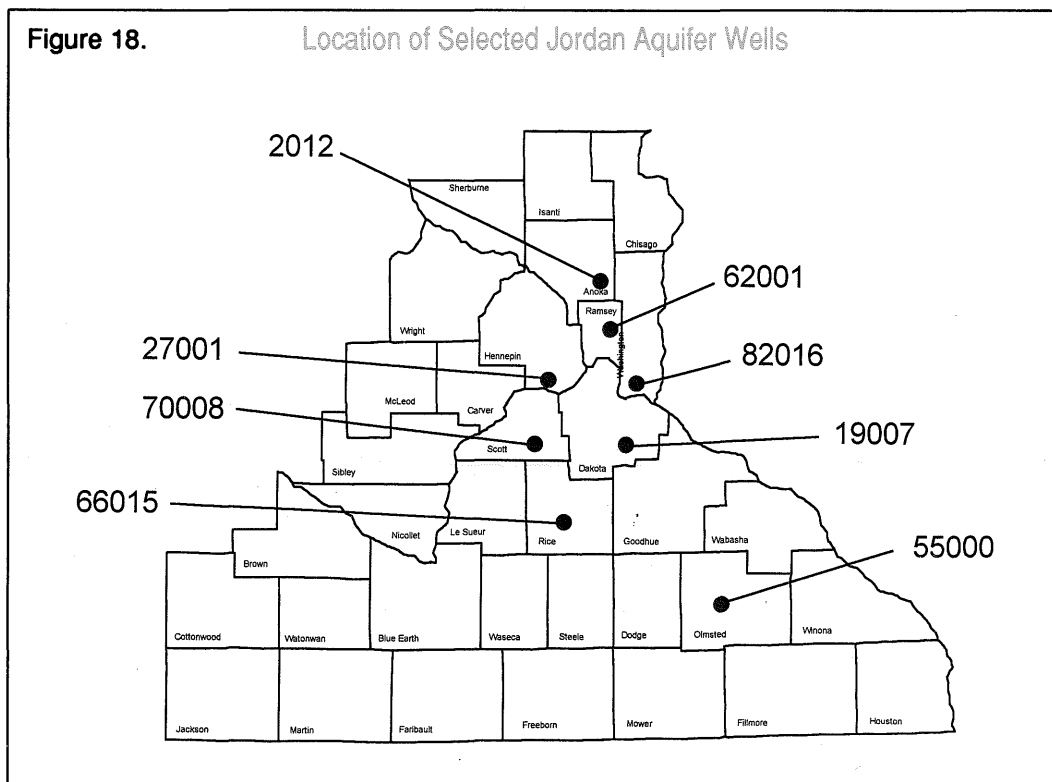 Figure 18.
Location of Selected Jordan Aquifer Wells
2012
Sherburne
Isanti
Chisago
Anoka
62001
Ramsey
Wright
Washington
27001
Hennepin
82016
McLeod
70008
Carver
Scott
19007
Dakota
Sibley
66015
Nicollet
Le Sueur
Rice
Goodhue
Wabasha
55000
Brown
Cottonwood
Watonwan
Blue Earth
Waseca
Steele
Dodge
Olmsted
Winona
Jackson
Martin
Faribault
Freeborn
Mower
Fillmore
Houston